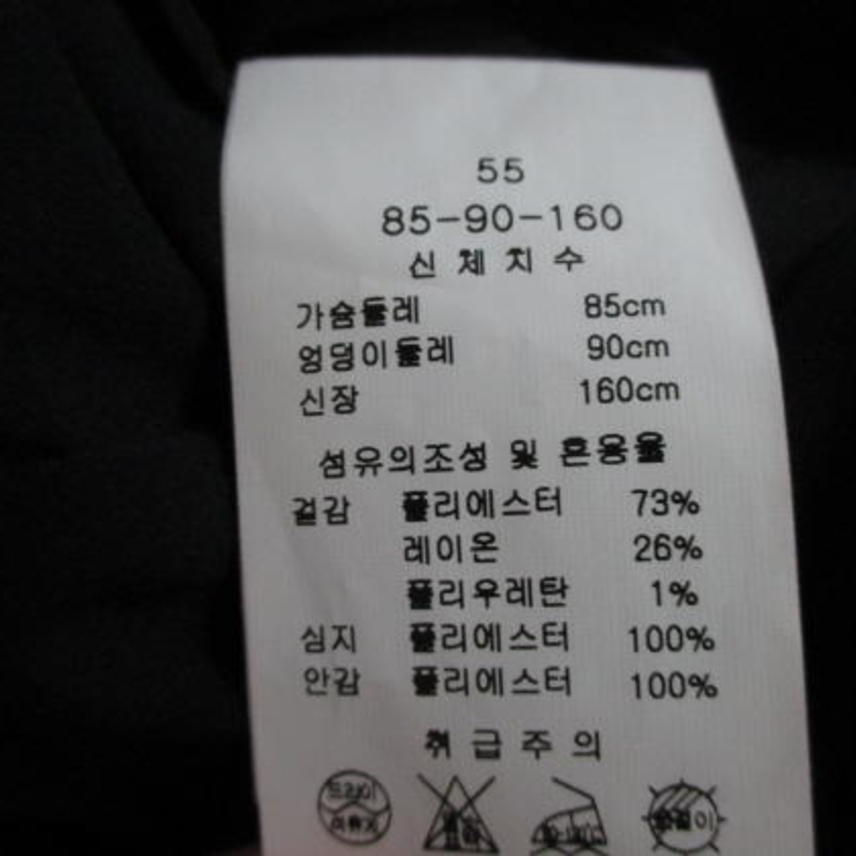 55
85-90-160
신체치수
가슴둘레 85cm
엉덩이둘레 90cm
신장 160cm
섬유의조성 및 혼용율
겉감 폴리에스터 73%
레이온 26%
폴리우레탄 1%
심지 폴리에스터 100%
안감 폴리에스터 100%
취급주의
드라이